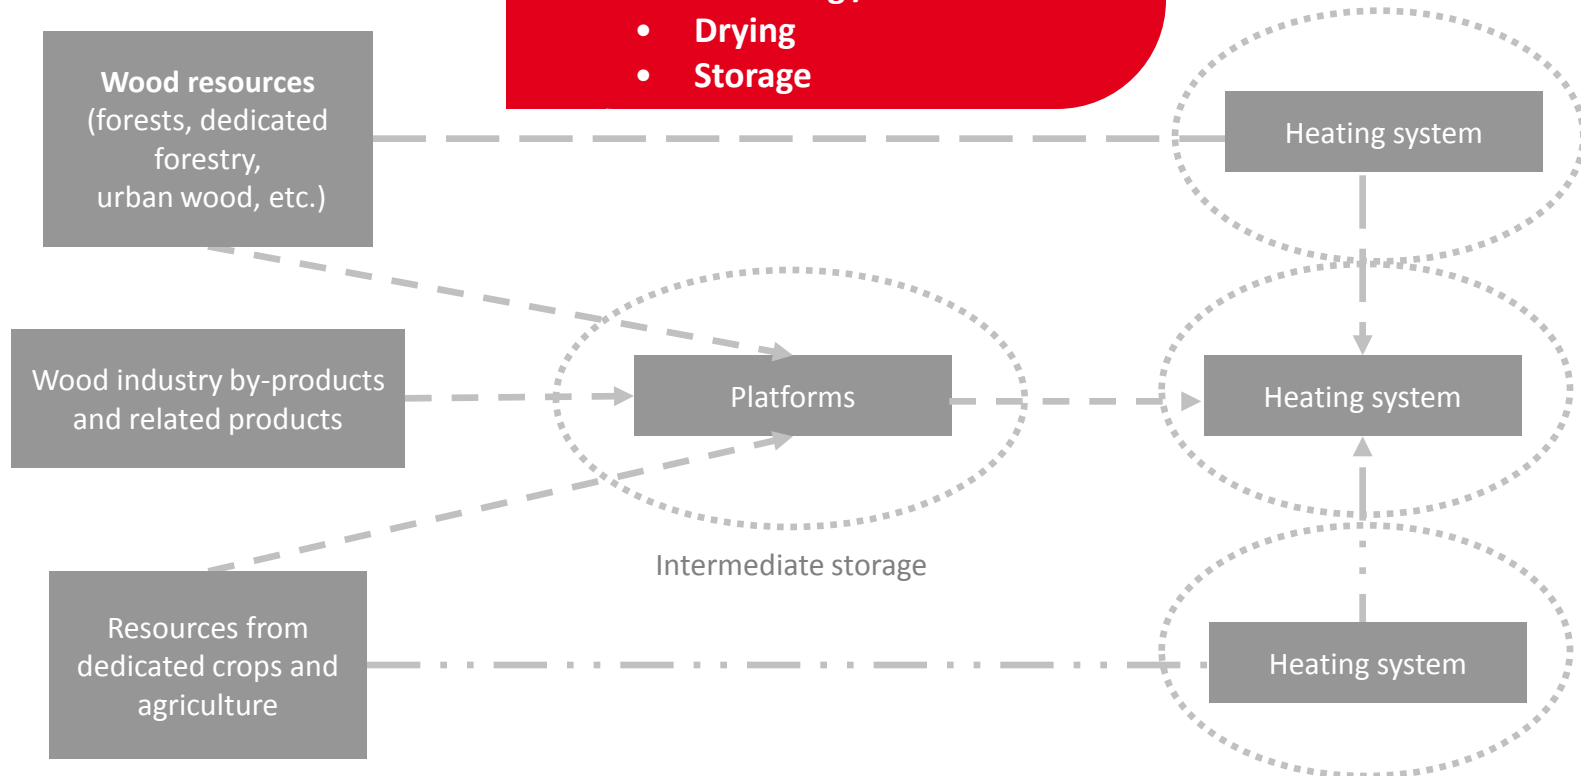 • Drying
• Storage
Wood resources
(forests, dedicated
forestry,
urban wood, etc.)
Heating system
Wood industry by-products
and related products
Platforms
Heating system
Intermediate storage
Resources from
dedicated crops and
agriculture
Heating system